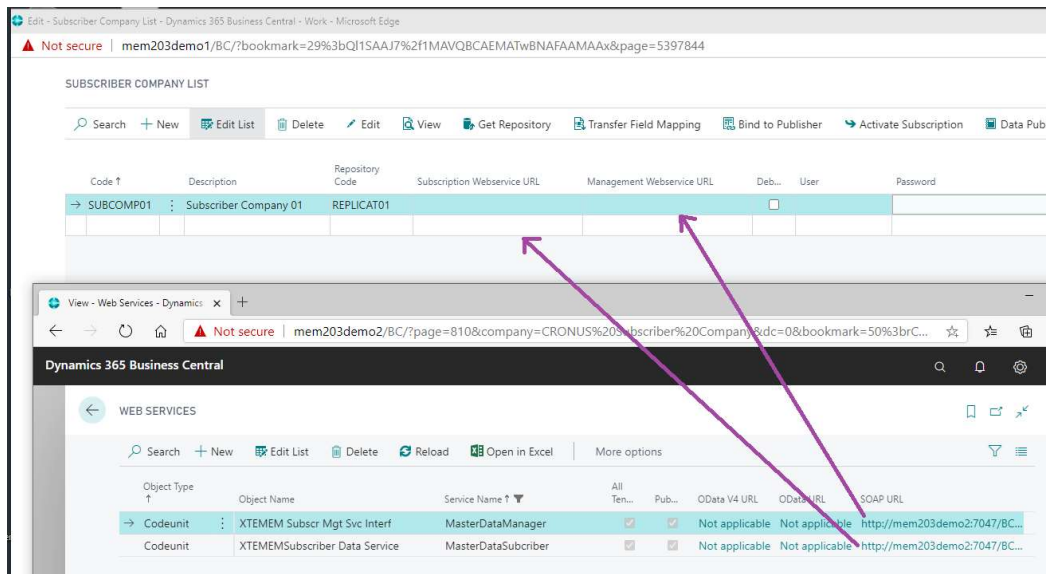 Edit - Subscriber Company List - Dynamics 365 Business Central - Work - Microsoft Edge
Not secure | mem203demo1/BC/?bookmark=29%3bQl1SAAJ7%2f1MAVQBCAEMATwBNAFAAMAAx&page=5397844
SUBSCRIBER COMPANY LIST
Search + New Edit List Delete Edit View Get Repository Transfer Field Mapping Bind to Publisher Activate Subscription Data Pub
Code ↑ Description Repository Code Subscription Webservice URL Management Webservice URL Deb... User Password
→ SUBCOMP01 Subscriber Company 01 REPLICAT01
View - Web Services - Dynamics × +
Not secure | mem203demo2/BC/?page=810&company=CRONUS%20Subscriber%20Company&dc=0&bookmark=50%3brC...
Dynamics 365 Business Central
WEB SERVICES
Search + New Edit List Delete Reload Open in Excel | More options
Object Type ↑ Object Name Service Name ↑ All Ten... Pub... OData V4 URL OData URL SOAP URL
→ Codeunit XTEMEM Subscr Mgt Svc Interf MasterDataManager Not applicable Not applicable http://mem203demo2:7047/BC...
Codeunit XTEMEMSubscriber Data Service MasterDataSubcriber Not applicable Not applicable http://mem203demo2:7047/BC...